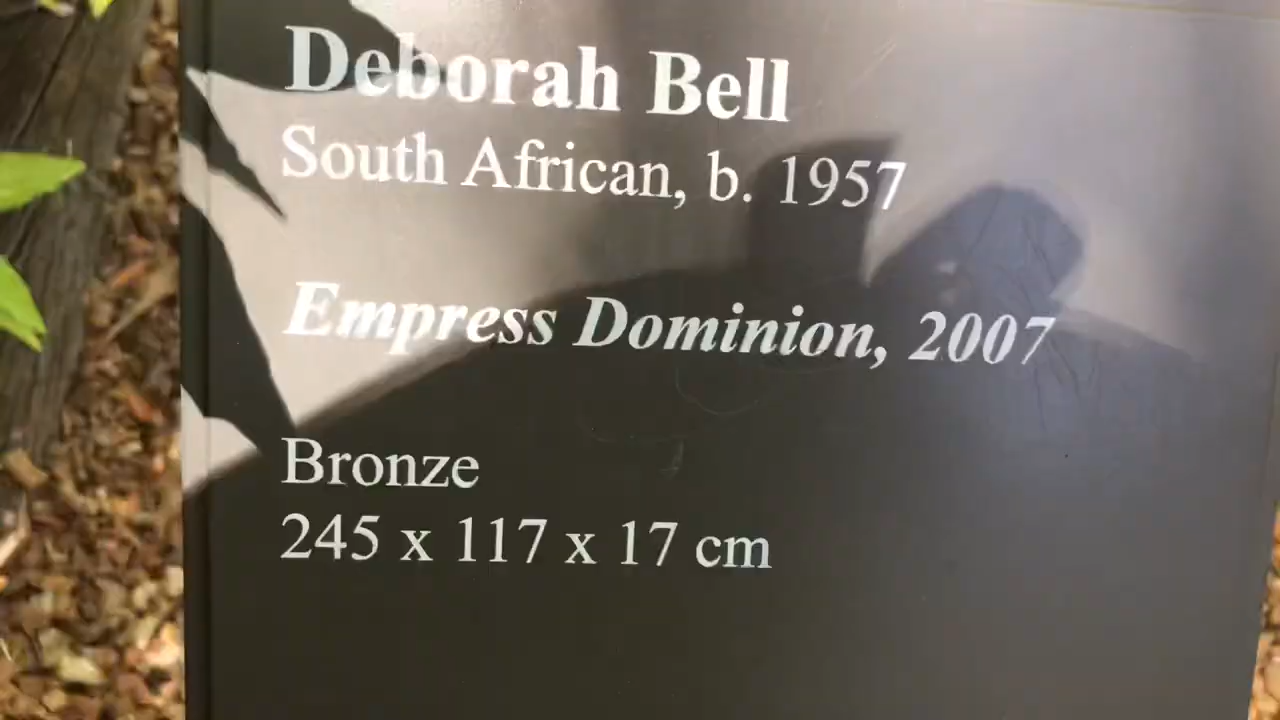 Deborah Bell
South African, b. 1957
Empress Dominion, 2007
Bronze
245 x 117 x 17 cm